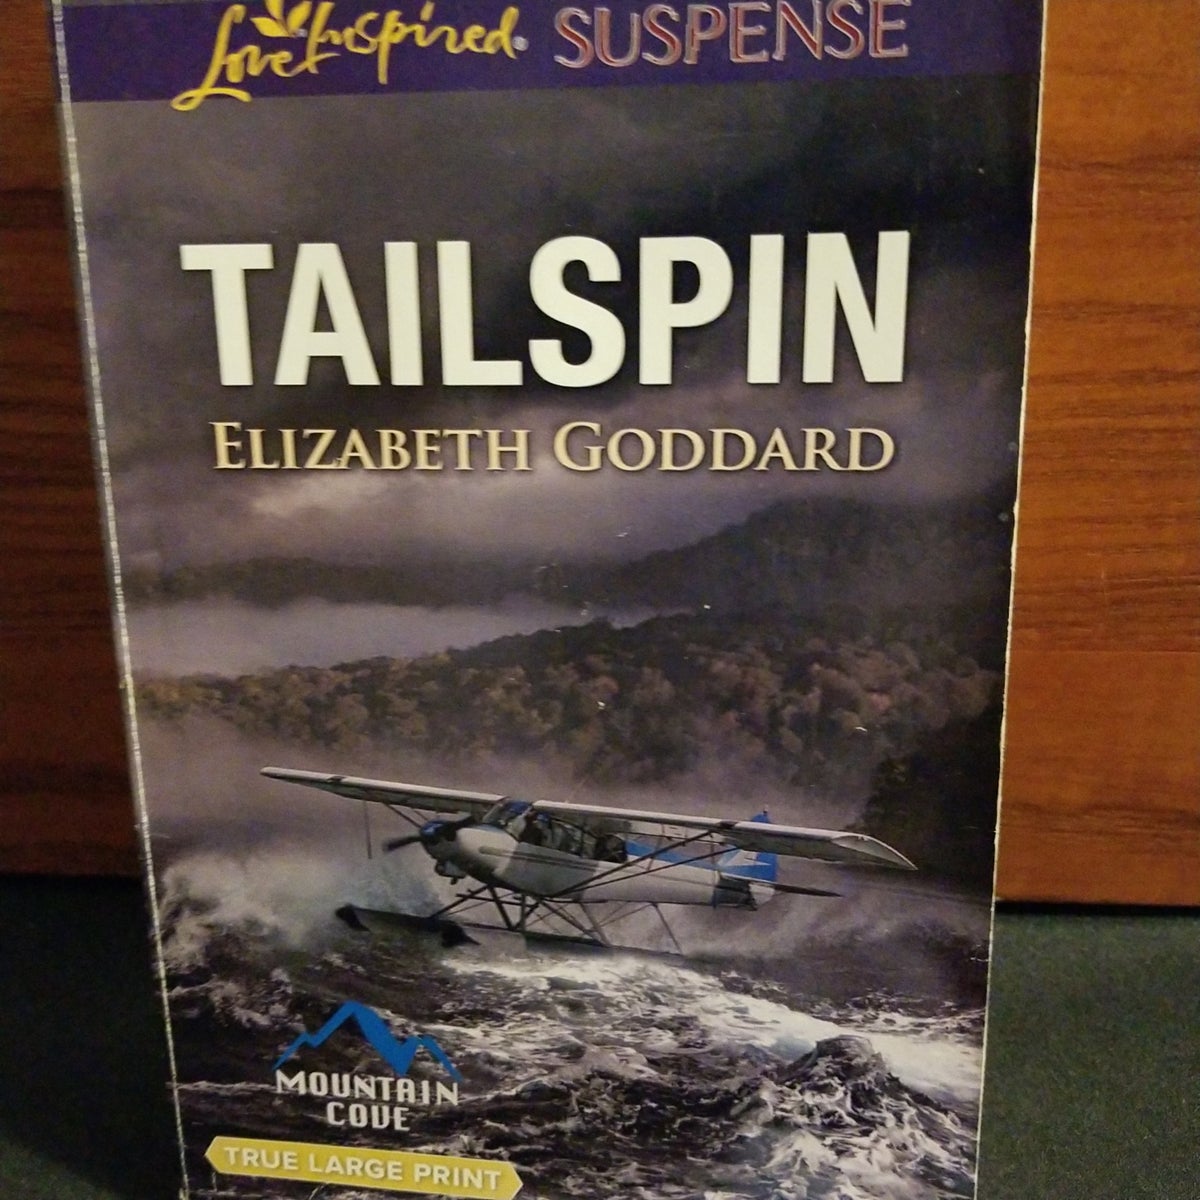 Love Inspired® SUSPENSE
TAILSPIN
ELIZABETH GODDARD
MOUNTAIN
COVE
TRUE LARGE PRINT